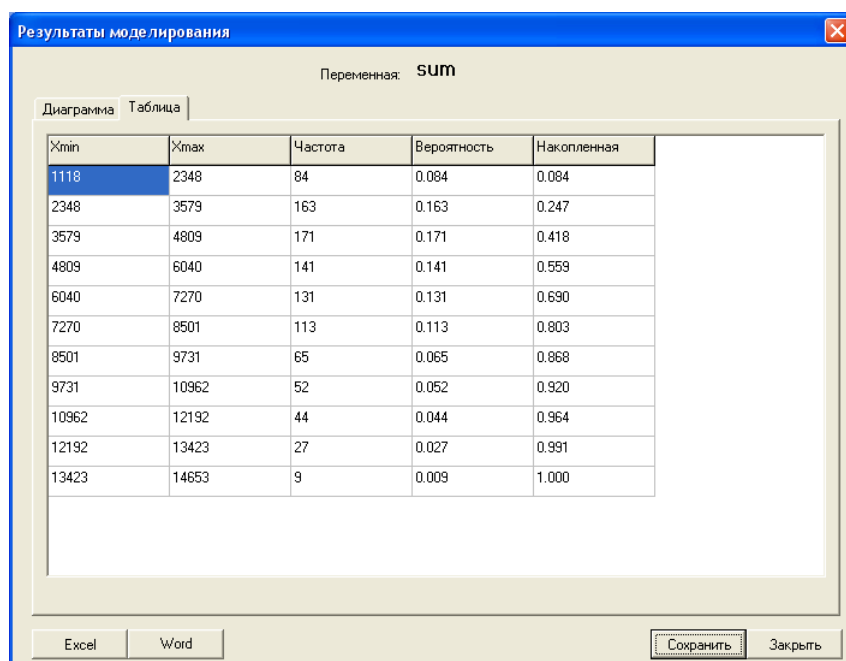 Результаты моделирования
Переменная: sum
Диаграмма Таблица
Xmin Xmax Частота Вероятность Накопленная
1118 2348 84 0.084 0.084
2348 3579 163 0.163 0.247
3579 4809 171 0.171 0.418
4809 6040 141 0.141 0.559
6040 7270 131 0.131 0.690
7270 8501 113 0.113 0.803
8501 9731 65 0.065 0.868
9731 10962 52 0.052 0.920
10962 12192 44 0.044 0.964
12192 13423 27 0.027 0.991
13423 14653 9 0.009 1.000
Excel Word Сохранить Закрыть